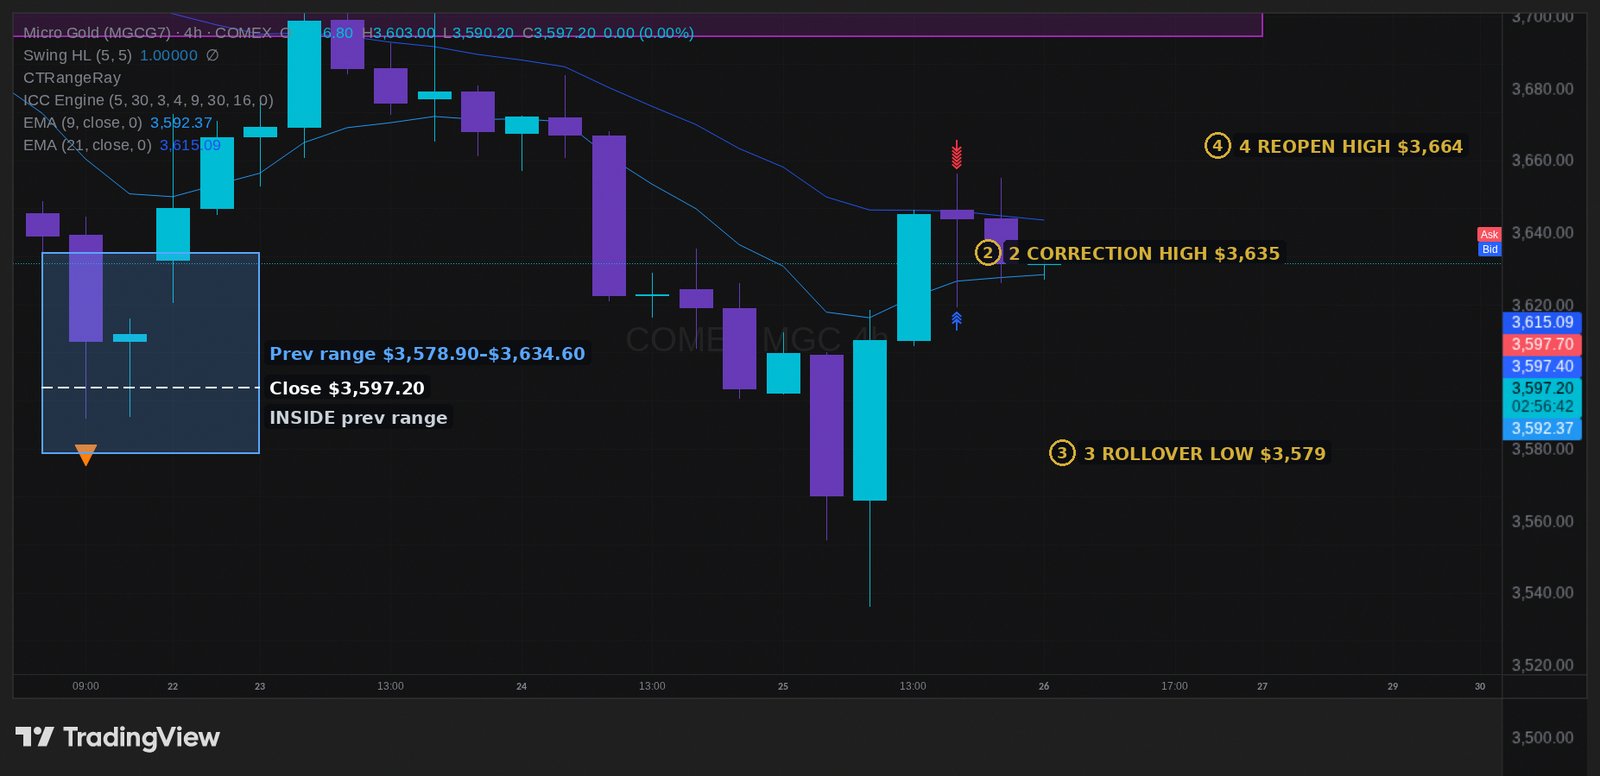 Micro Gold (MGCG7) · 4h · COMEX 6.80 H3,603.00 L3,590.20 C3,597.20 0.00 (0.00%)
Swing HL (5, 5) 1.00000 ∅
CTRangeRay
ICC Engine (5, 30, 3, 4, 9, 30, 16, 0)
EMA (9, close, 0) 3,592.37
EMA (21, close, 0) 3,615.09
4 4 REOPEN HIGH $3,664
2 2 CORRECTION HIGH $3,635
Prev range $3,578.90–$3,634.60
Close $3,597.20
INSIDE prev range
3 3 ROLLOVER LOW $3,579
COMEX MGC 4h
3,700.00
3,680.00
3,660.00
3,640.00
Ask
Bid
3,620.00
3,615.09
3,597.70
3,597.40
3,597.20
02:56:42
3,592.37
3,580.00
3,560.00
3,540.00
3,520.00
3,500.00
09:00 22 23 13:00 24 13:00 25 13:00 26 17:00 27 29 30
TradingView